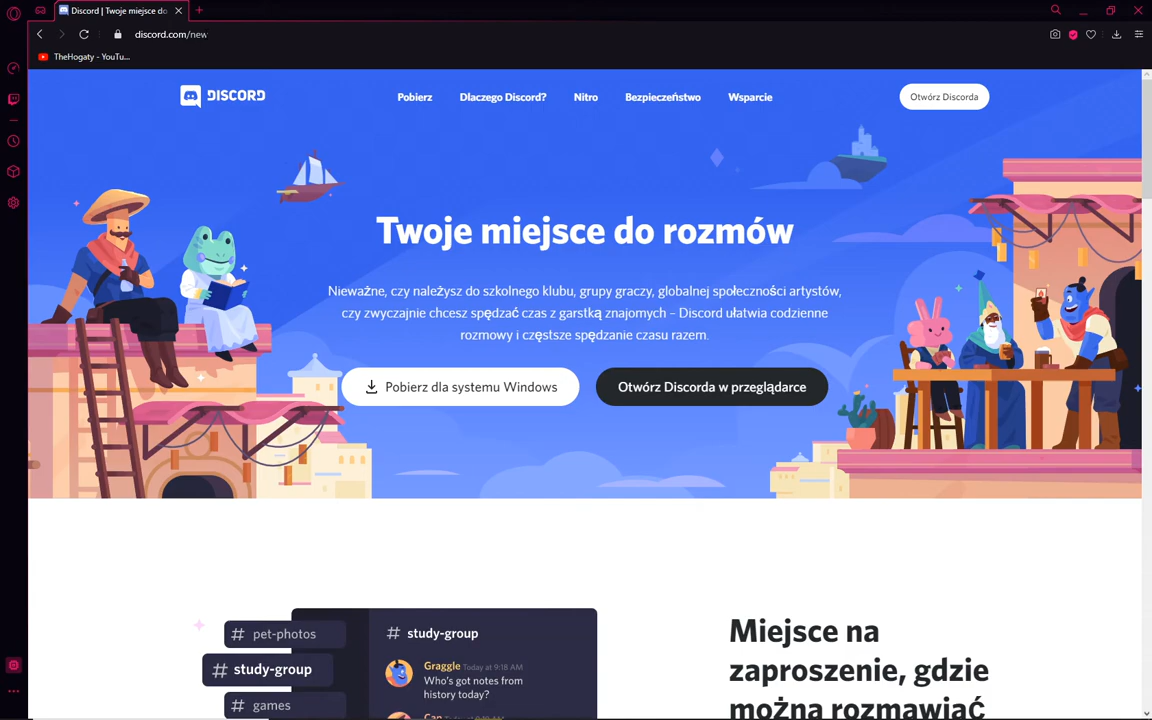 Discord | Twoje miejsce do
discord.com/new
TheHogaty - YouTu...
DISCORD
Pobierz
Dlaczego Discord?
Nitro
Bezpieczeństwo
Wsparcie
Otwórz Discorda
Twoje miejsce do rozmów
Nieważne, czy należysz do szkolnego klubu, grupy graczy, globalnej społeczności artystów,
czy zwyczajnie chcesz spędzać czas z garstką znajomych – Discord ułatwia codzienne
rozmowy i częstsze spędzanie czasu razem.
Pobierz dla systemu Windows
Otwórz Discorda w przeglądarce
# pet-photos
# study-group
# games
# study-group
Graggle Today at 9:18 AM
Who's got notes from
history today?
Miejsce na
zaproszenie, gdzie
można rozmawiać